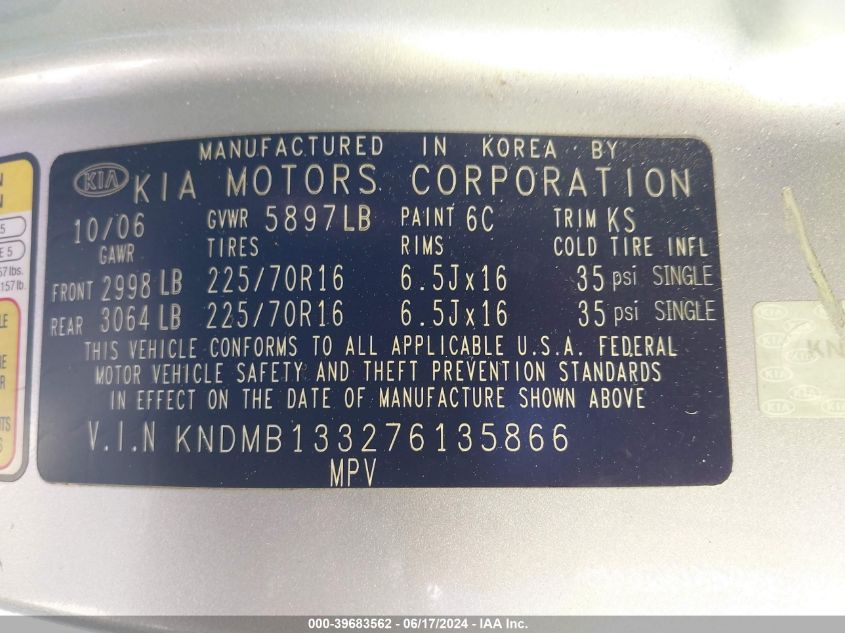 MANUFACTURED IN KOREA BY
KIA KIA MOTORS CORPORATION
10/06 GVWR 5897LB PAINT 6C TRIM KS
GAWR TIRES RIMS COLD TIRE INFL
FRONT 2998 LB 225/70R16 6.5Jx16 35 psi SINGLE
REAR 3064 LB 225/70R16 6.5Jx16 35 psi SINGLE
THIS VEHICLE CONFORMS TO ALL APPLICABLE U.S.A. FEDERAL
MOTOR VEHICLE SAFETY AND THEFT PREVENTION STANDARDS
IN EFFECT ON THE DATE OF MANUFACTURE SHOWN ABOVE
V.I.N KNDMB133276135866
MPV
KN
KIA
000-39683562 - 06/17/2024 - IAA Inc.